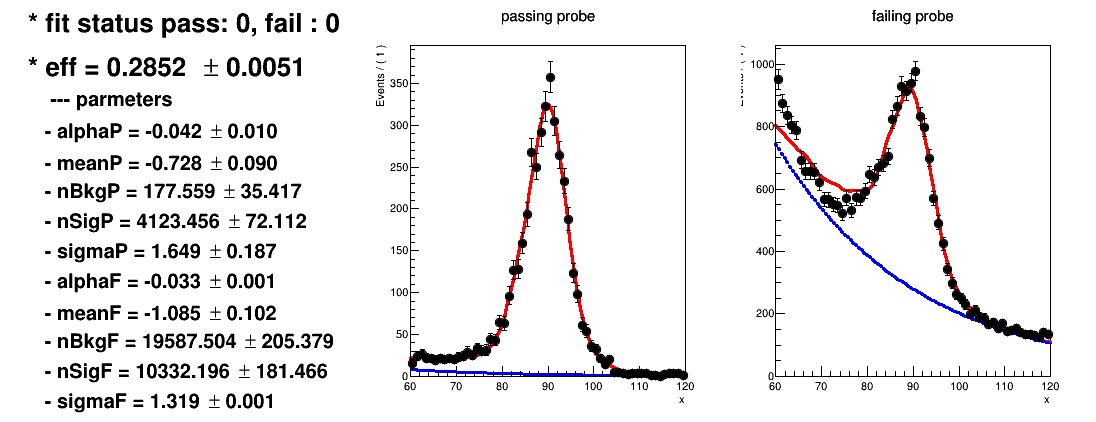 * fit status pass: 0, fail : 0
* eff = 0.2852 ± 0.0051
--- parmeters
- alphaP = -0.042 ± 0.010
- meanP = -0.728 ± 0.090
- nBkgP = 177.559 ± 35.417
- nSigP = 4123.456 ± 72.112
- sigmaP = 1.649 ± 0.187
- alphaF = -0.033 ± 0.001
- meanF = -1.085 ± 0.102
- nBkgF = 19587.504 ± 205.379
- nSigF = 10332.196 ± 181.466
- sigmaF = 1.319 ± 0.001
passing probe
Events / ( 1 )
350
300
250
200
150
100
50
0
60 70 80 90 100 110 120
x
failing probe
Events / ( 1 )
1000
800
600
400
200
0
60 70 80 90 100 110 120
x